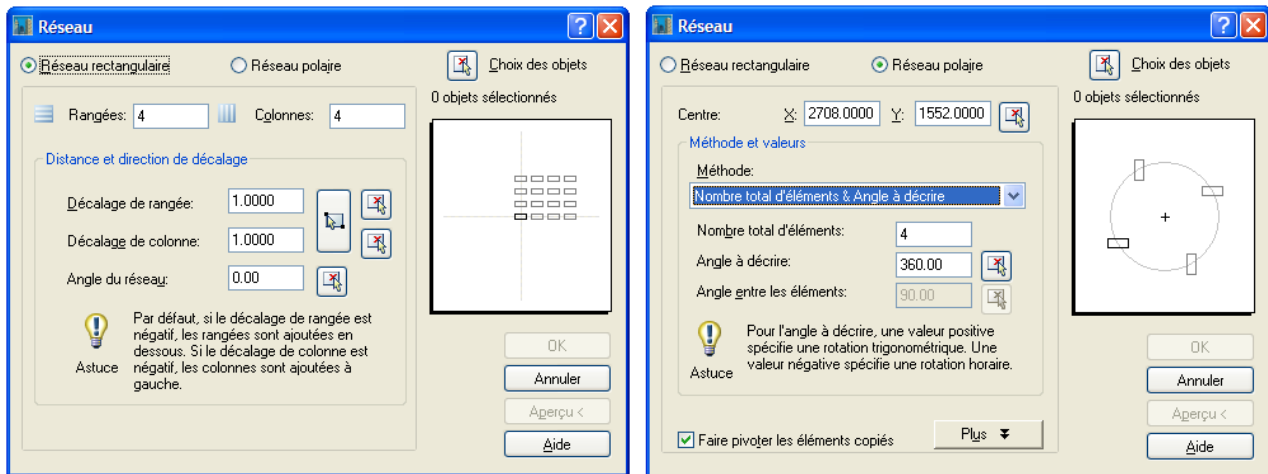 Réseau
Réseau rectangulaire
Réseau polaire
Choix des objets
0 objets sélectionnés
Rangées: 4
Colonnes: 4
Distance et direction de décalage
Décalage de rangée: 1.0000
Décalage de colonne: 1.0000
Angle du réseau: 0.00
Astuce
Par défaut, si le décalage de rangée est
négatif, les rangées sont ajoutées en
dessous. Si le décalage de colonne est
négatif, les colonnes sont ajoutées à
gauche.
OK
Annuler
Aperçu <
Aide
Réseau
Réseau rectangulaire
Réseau polaire
Choix des objets
0 objets sélectionnés
Centre: X: 2708.0000 Y: 1552.0000
Méthode et valeurs
Méthode:
Nombre total d'éléments & Angle à décrire
Nombre total d'éléments: 4
Angle à décrire: 360.00
Angle entre les éléments: 90.00
Astuce
Pour l'angle à décrire, une valeur positive
spécifie une rotation trigonométrique. Une
valeur négative spécifie une rotation horaire.
Faire pivoter les éléments copiés
Plus
OK
Annuler
Aperçu <
Aide